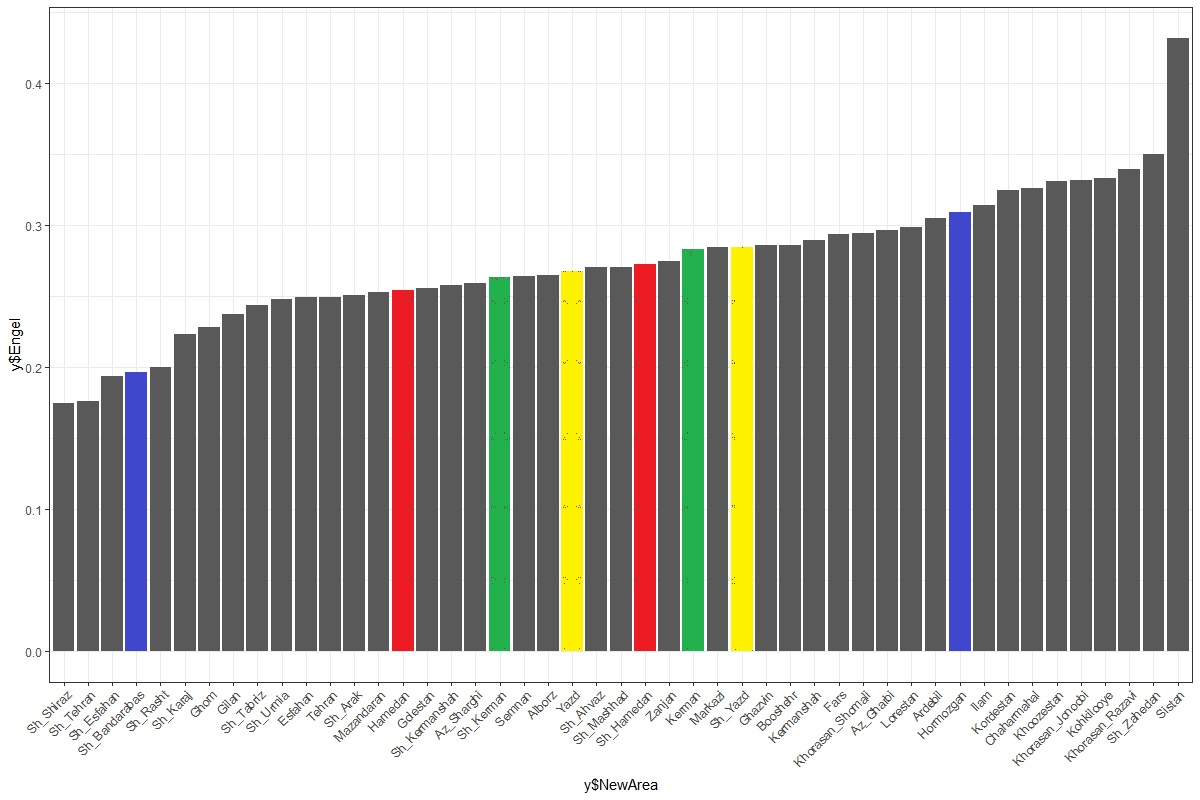 y$Engel
0.4
0.3
0.2
0.1
0.0
Sh_Shiraz
Sh_Tehran
Sh_Esfahan
Sh_Bandarabas
Sh_Rasht
Sh_Karaj
Ghom
Gilan
Sh_Tabriz
Sh_Urmia
Esfahan
Tehran
Sh_Arak
Mazandaran
Hamedan
Golestan
Sh_Kermanshah
Az_Sharghi
Sh_Kerman
Semnan
Alborz
Yazd
Sh_Ahvaz
Sh_Mashhad
Sh_Hamedan
Zanjan
Kerman
Markazi
Sh_Yazd
Ghazvin
Booshehr
Kermanshah
Fars
Khorasan_Shomali
Az_Gharbi
Lorestan
Ardebil
Hormozgan
Ilam
Kordestan
Chaharmahal
Khoozestan
Khorasan_Jonoobi
Kohkilooye
Khorasan_Razavi
Sh_Zahedan
Sistan
y$NewArea